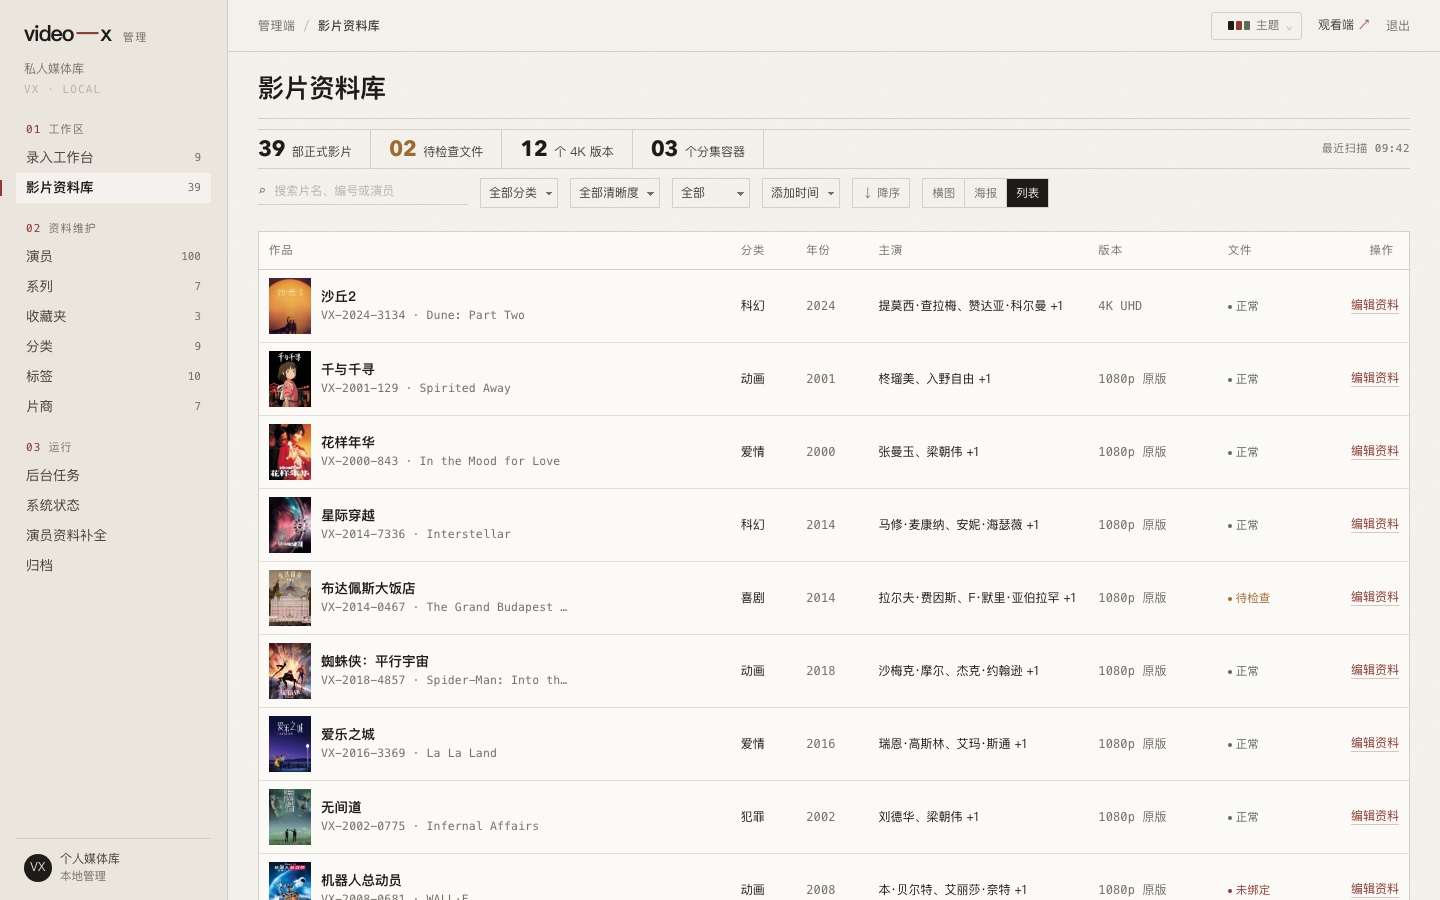 video—x 管理
私人媒体库
VX · LOCAL
01 工作区
录入工作台 9
影片资料库 39
02 资料维护
演员 100
系列 7
收藏夹 3
分类 9
标签 10
片商 7
03 运行
后台任务
系统状态
演员资料补全
归档
VX 个人媒体库
本地管理
管理端 / 影片资料库
主题
观看端 ↗
退出
影片资料库
39 部正式影片
02 待检查文件
12 个 4K 版本
03 个分集容器
最近扫描 09:42
搜索片名、编号或演员
全部分类
全部清晰度
全部
添加时间
↓ 降序
横图
海报
列表
作品 分类 年份 主演 版本 文件 操作
沙丘2
VX-2024-3134 · Dune: Part Two
科幻 2024 提莫西·查拉梅、赞达亚·科尔曼 +1 4K UHD 正常 编辑资料
千与千寻
千与千寻
VX-2001-129 · Spirited Away
动画 2001 柊瑠美、入野自由 +1 1080p 原版 正常 编辑资料
花样年华
花样年华
VX-2000-843 · In the Mood for Love
爱情 2000 张曼玉、梁朝伟 +1 1080p 原版 正常 编辑资料
星际穿越
VX-2014-7336 · Interstellar
科幻 2014 马修·麦康纳、安妮·海瑟薇 +1 1080p 原版 正常 编辑资料
布达佩斯大饭店
VX-2014-0467 · The Grand Budapest …
喜剧 2014 拉尔夫·费因斯、F·默里·亚伯拉罕 +1 1080p 原版 待检查 编辑资料
蜘蛛侠：平行宇宙
VX-2018-4857 · Spider-Man: Into th…
动画 2018 沙梅克·摩尔、杰克·约翰逊 +1 1080p 原版 正常 编辑资料
爱乐之城
爱乐之城
VX-2016-3369 · La La Land
爱情 2016 瑞恩·高斯林、艾玛·斯通 +1 1080p 原版 正常 编辑资料
无间道
VX-2002-0775 · Infernal Affairs
犯罪 2002 刘德华、梁朝伟 +1 1080p 原版 正常 编辑资料
机器人总动员
VX-2008-0681 · WALL·E
动画 2008 本·贝尔特、艾丽莎·奈特 +1 1080p 原版 未绑定 编辑资料